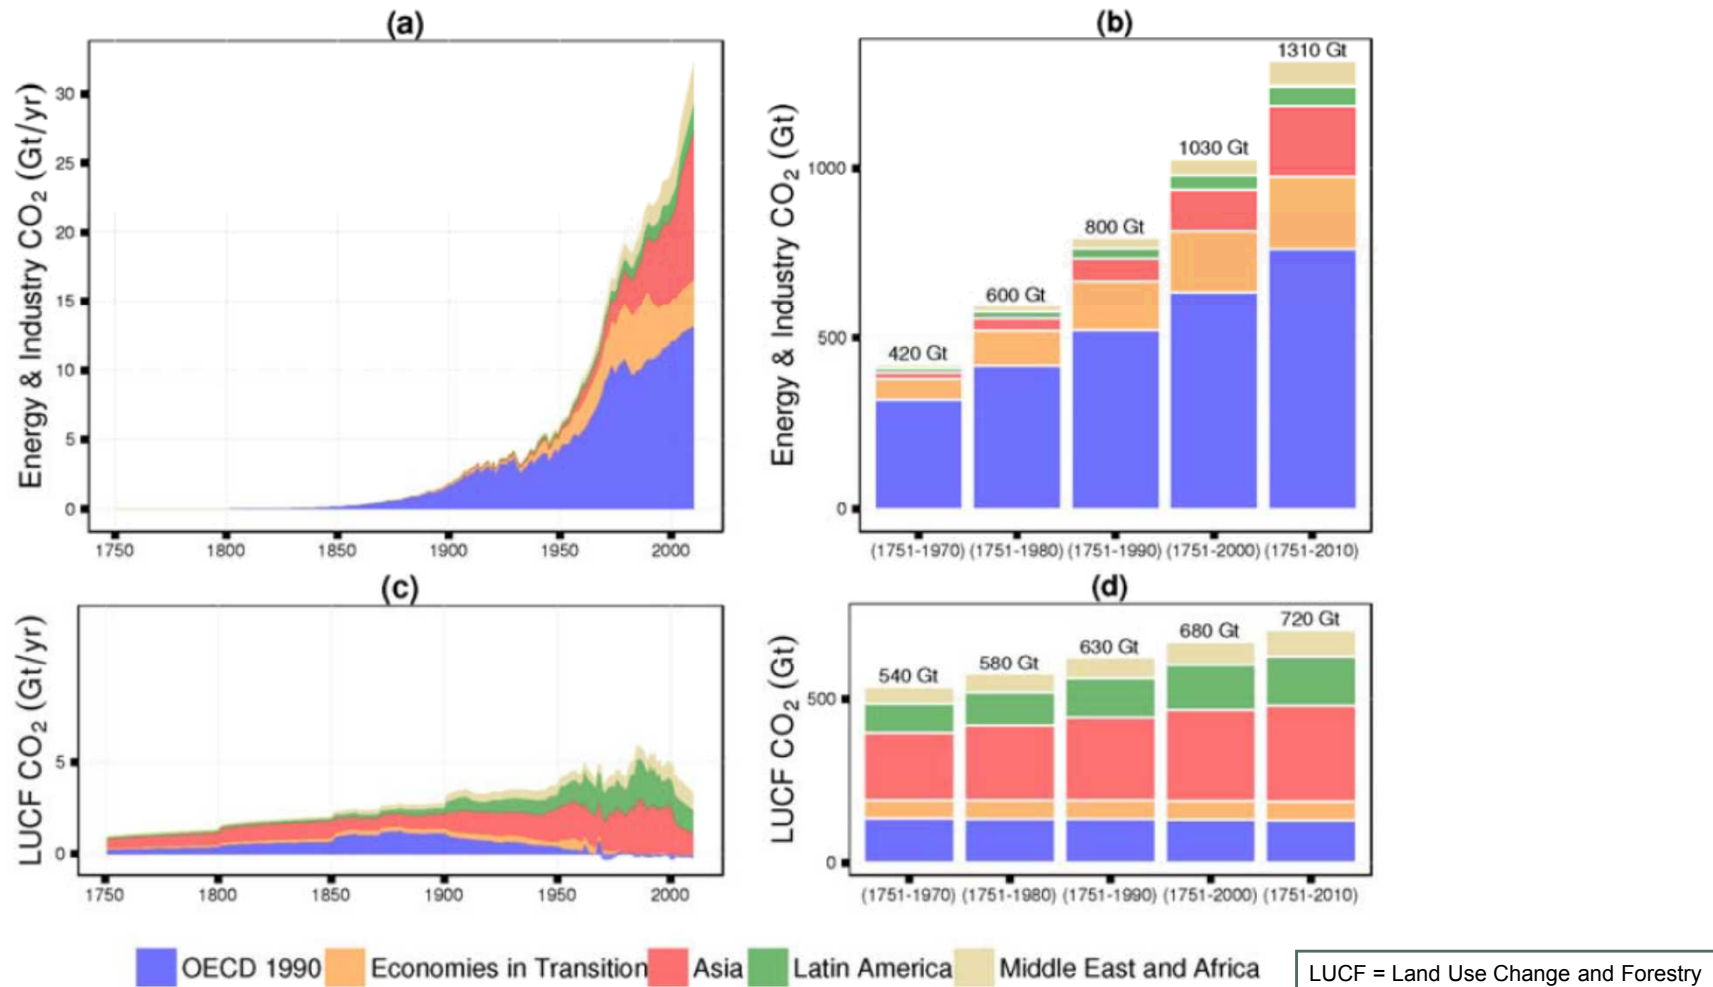 (a)
Energy & Industry CO₂ (Gt/yr)
30
25
20
15
10
5
0
1750 1800 1850 1900 1950 2000
(b)
Energy & Industry CO₂ (Gt)
1000
500
0
420 Gt
600 Gt
800 Gt
1030 Gt
1310 Gt
(1751-1970) (1751-1980) (1751-1990) (1751-2000) (1751-2010)
(c)
LUCF CO₂ (Gt/yr)
5
0
1750 1800 1850 1900 1950 2000
(d)
LUCF CO₂ (Gt)
500
0
540 Gt
580 Gt
630 Gt
680 Gt
720 Gt
(1751-1970) (1751-1980) (1751-1990) (1751-2000) (1751-2010)
OECD 1990 Economies in Transition Asia Latin America Middle East and Africa
LUCF = Land Use Change and Forestry